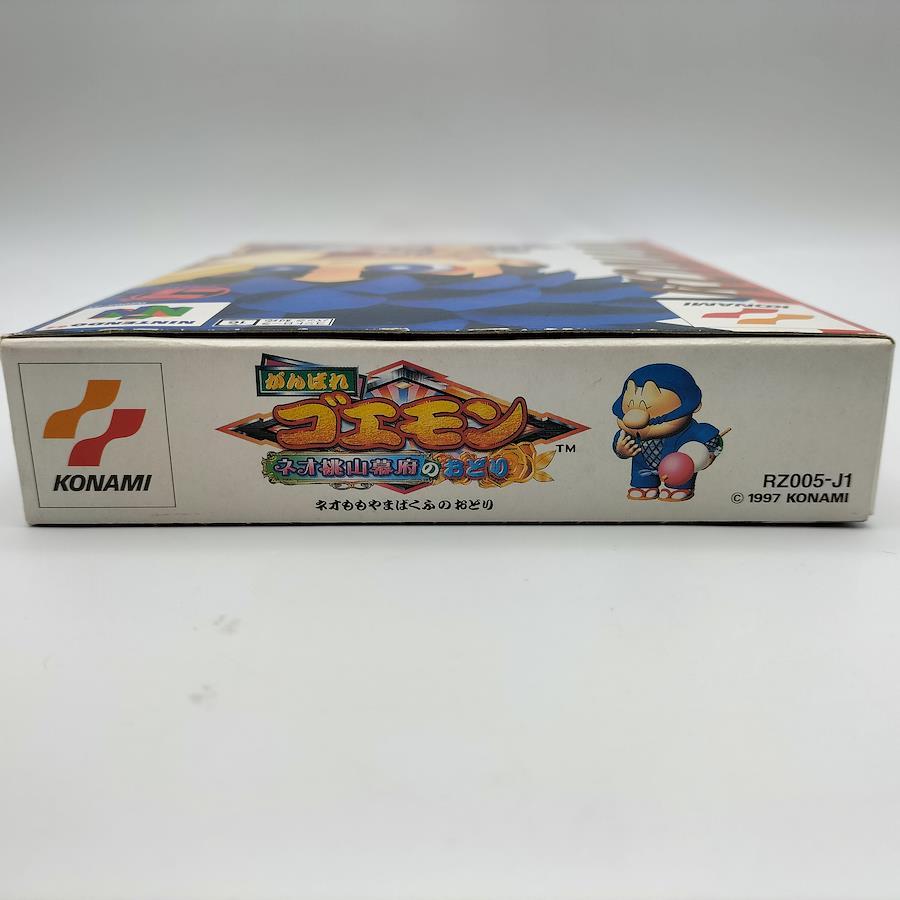 NINTENDO
KONAMI
KONAMI
がんばれ
ゴエモン
ネオ桃山幕府のおどり
TM
ネオももやまばくふのおどり
RZ005-J1
© 1997 KONAMI